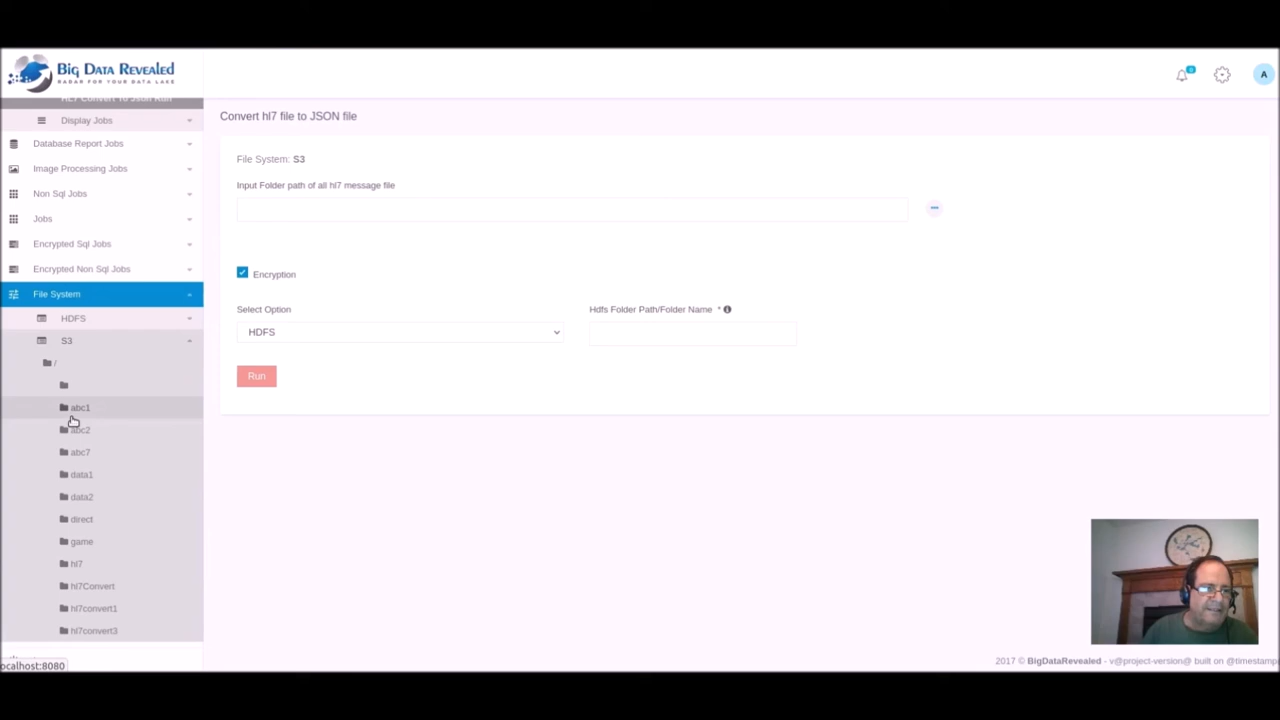 BIG DATA REVEALED
RADAR FOR YOUR DATA LAKE
HL7 Convert To Json Run
Display Jobs
Database Report Jobs
Image Processing Jobs
Non Sql Jobs
Jobs
Encrypted Sql Jobs
Encrypted Non Sql Jobs
File System
HDFS
S3
/
abc1
abc2
abc7
data1
data2
direct
game
hl7
hl7Convert
hl7convert1
hl7convert3
ocalhost:8080
A
Convert hl7 file to JSON file
File System: S3
Input Folder path of all hl7 message file
Encryption
Select Option
Hdfs Folder Path/Folder Name *
HDFS
Run
2017 © BigDataRevealed - v@project-version@ built on @timestamp